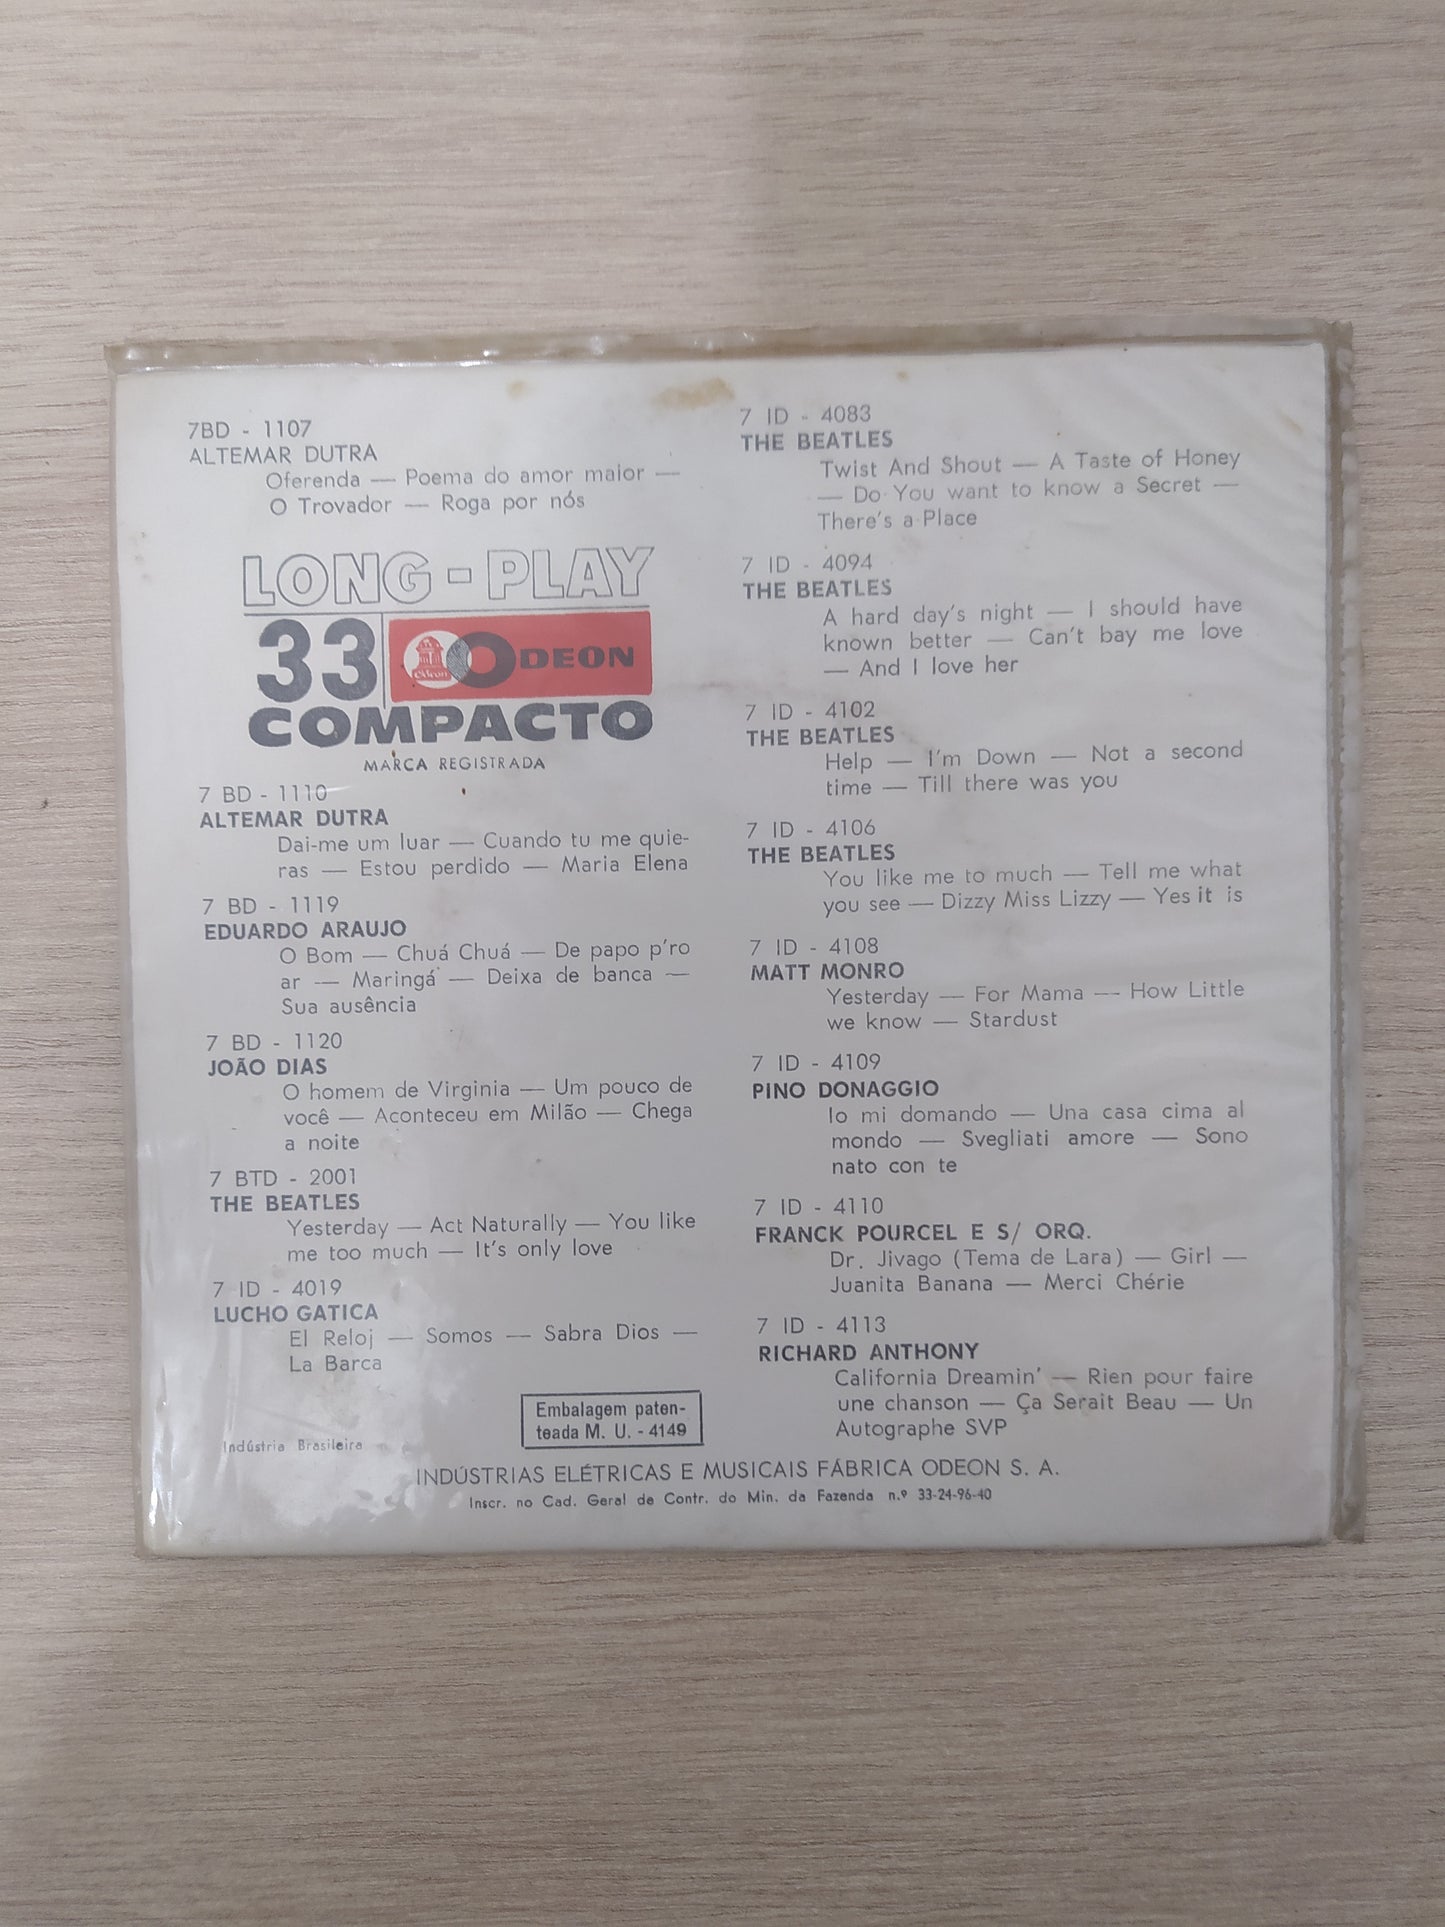 7BD - 1107
ALTEMAR DUTRA
Oferenda — Poema do amor maior —
O Trovador — Roga por nós
LONG-PLAY
33 ODEON
Odeon
COMPACTO
MARCA REGISTRADA
7 BD - 1110
ALTEMAR DUTRA
Dai-me um luar — Cuando tu me quie-
ras — Estou perdido — Maria Elena
7 BD - 1119
EDUARDO ARAUJO
O Bom — Chuá Chuá — De papo p'ro
ar — Maringá — Deixa de banca —
Sua ausência
7 BD - 1120
JOÃO DIAS
O homem de Virginia — Um pouco de
você — Aconteceu em Milão — Chega
a noite
7 BTD - 2001
THE BEATLES
Yesterday — Act Naturally — You like
me too much — It's only love
7 ID - 4019
LUCHO GATICA
El Reloj — Somos — Sabra Dios —
La Barca
7 ID - 4083
THE BEATLES
Twist And Shout — A Taste of Honey
— Do You want to know a Secret —
There's a Place
7 ID - 4094
THE BEATLES
A hard day's night — I should have
known better — Can't bay me love
— And I love her
7 ID - 4102
THE BEATLES
Help — I'm Down — Not a second
time — Till there was you
7 ID - 4106
THE BEATLES
You like me to much — Tell me what
you see — Dizzy Miss Lizzy — Yes it is
7 ID - 4108
MATT MONRO
Yesterday — For Mama — How Little
we know — Stardust
7 ID - 4109
PINO DONAGGIO
Io mi domando — Una casa cima al
mondo — Svegliati amore — Sono
nato con te
7 ID - 4110
FRANCK POURCEL E S/ ORQ.
Dr. Jivago (Tema de Lara) — Girl —
Juanita Banana — Merci Chérie
7 ID - 4113
RICHARD ANTHONY
California Dreamin' — Rien pour faire
une chanson — Ça Serait Beau — Un
Autographe SVP
Embalagem paten-
teada M. U. - 4149
Indústria Brasileira
INDÚSTRIAS ELÉTRICAS E MUSICAIS FÁBRICA ODEON S. A.
Inscr. no Cad. Geral de Contr. do Min. da Fazenda n.º 33-24-96-40